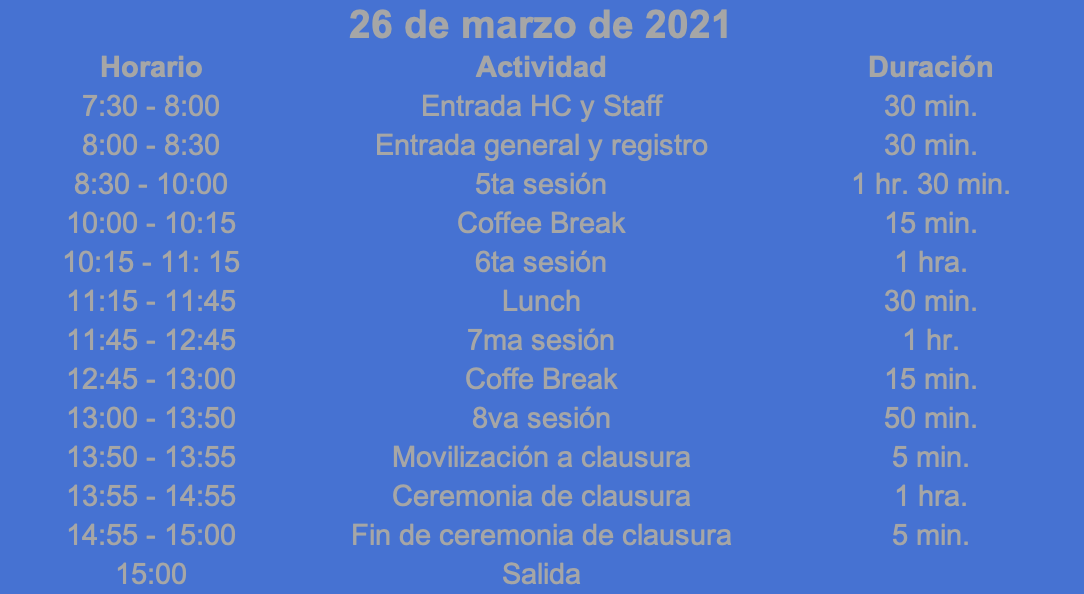 26 de marzo de 2021
Horario Actividad Duración
7:30 - 8:00 Entrada HC y Staff 30 min.
8:00 - 8:30 Entrada general y registro 30 min.
8:30 - 10:00 5ta sesión 1 hr. 30 min.
10:00 - 10:15 Coffee Break 15 min.
10:15 - 11: 15 6ta sesión 1 hra.
11:15 - 11:45 Lunch 30 min.
11:45 - 12:45 7ma sesión 1 hr.
12:45 - 13:00 Coffe Break 15 min.
13:00 - 13:50 8va sesión 50 min.
13:50 - 13:55 Movilización a clausura 5 min.
13:55 - 14:55 Ceremonia de clausura 1 hra.
14:55 - 15:00 Fin de ceremonia de clausura 5 min.
15:00 Salida